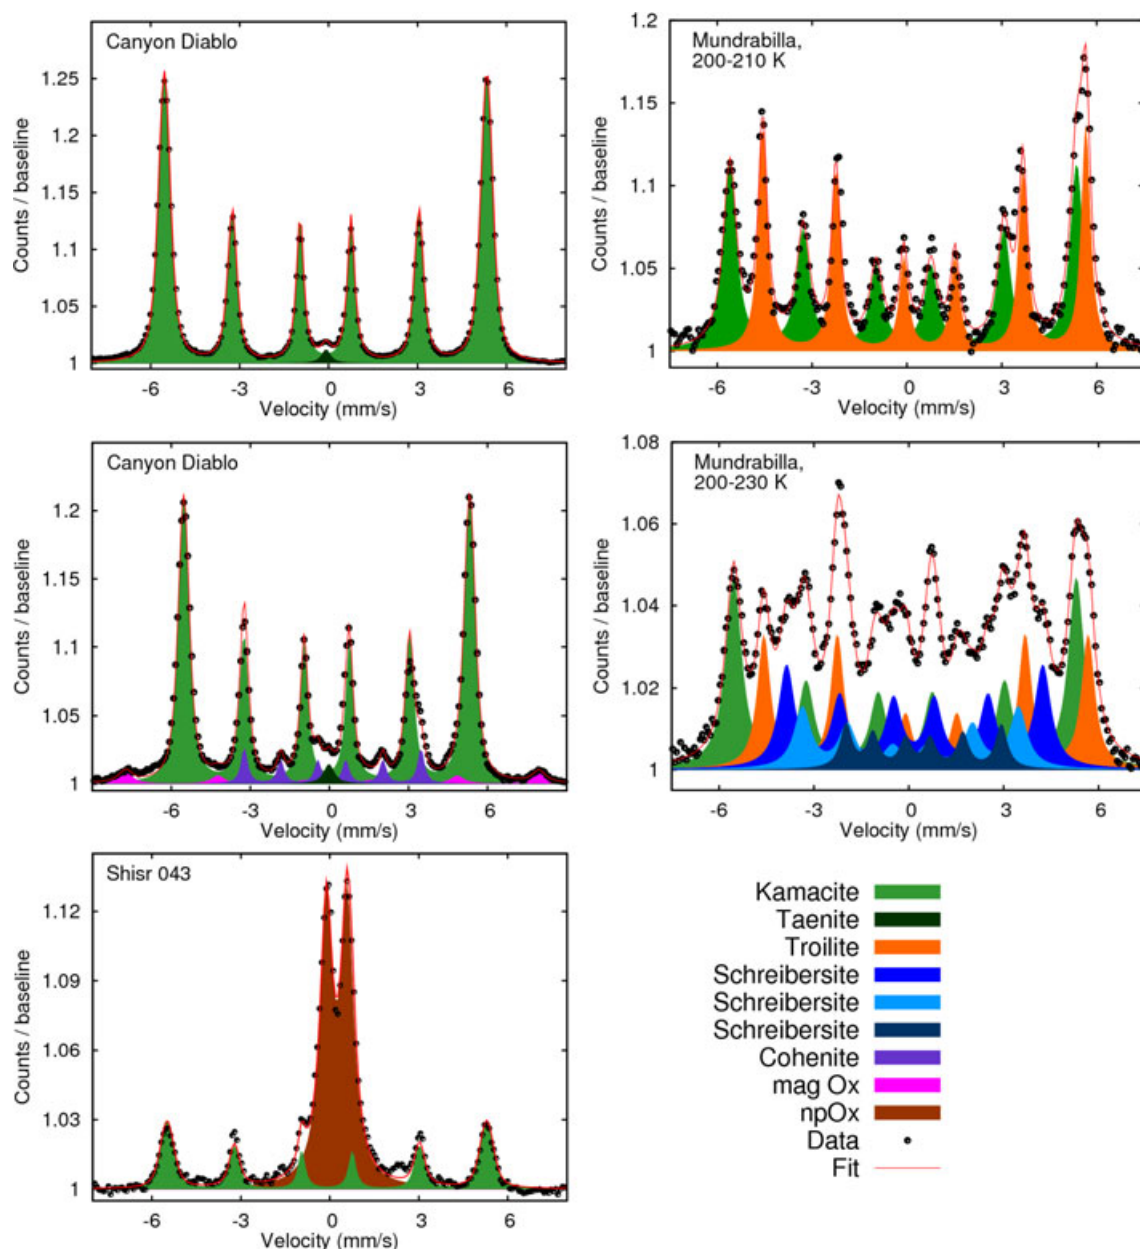 Canyon Diablo
1.25
1.2
1.15
1.1
1.05
1
Counts / baseline
-6 -3 0 3 6
Velocity (mm/s)
Mundrabilla,
200-210 K
1.2
1.15
1.1
1.05
1
Counts / baseline
-6 -3 0 3 6
Velocity (mm/s)
Canyon Diablo
1.2
1.15
1.1
1.05
1
Counts / baseline
-6 -3 0 3 6
Velocity (mm/s)
Mundrabilla,
200-230 K
1.08
1.06
1.04
1.02
1
Counts / baseline
-6 -3 0 3 6
Velocity (mm/s)
Shisr 043
1.12
1.09
1.06
1.03
1
Counts / baseline
-6 -3 0 3 6
Velocity (mm/s)
Kamacite
Taenite
Troilite
Schreibersite
Schreibersite
Schreibersite
Cohenite
mag Ox
npOx
Data
Fit